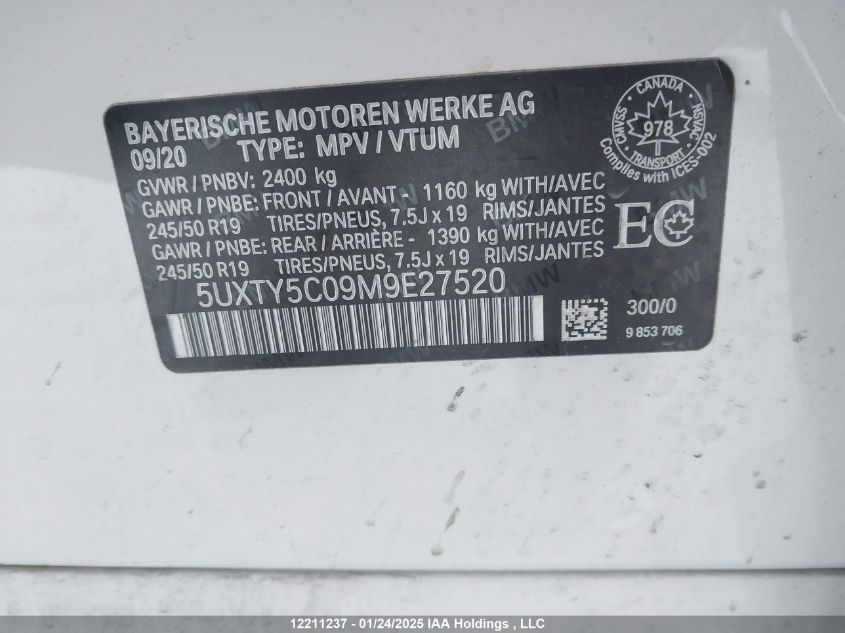 BAYERISCHE MOTOREN WERKE AG
09/20 TYPE: MPV / VTUM
GVWR / PNBV: 2400 kg
GAWR / PNBE: FRONT / AVANT - 1160 kg WITH/AVEC
245/50 R19 TIRES/PNEUS, 7.5J x 19 RIMS/JANTES
GAWR / PNBE: REAR / ARRIÈRE - 1390 kg WITH/AVEC
245/50 R19 TIRES/PNEUS, 7.5J x 19 RIMS/JANTES
5UXTY5C09M9E27520
CANADA
CMVSS 978 NSVAC
TRANSPORT
Complies with ICES-002
EC
300/0
9 853 706
12211237 - 01/24/2025 IAA Holdings , LLC